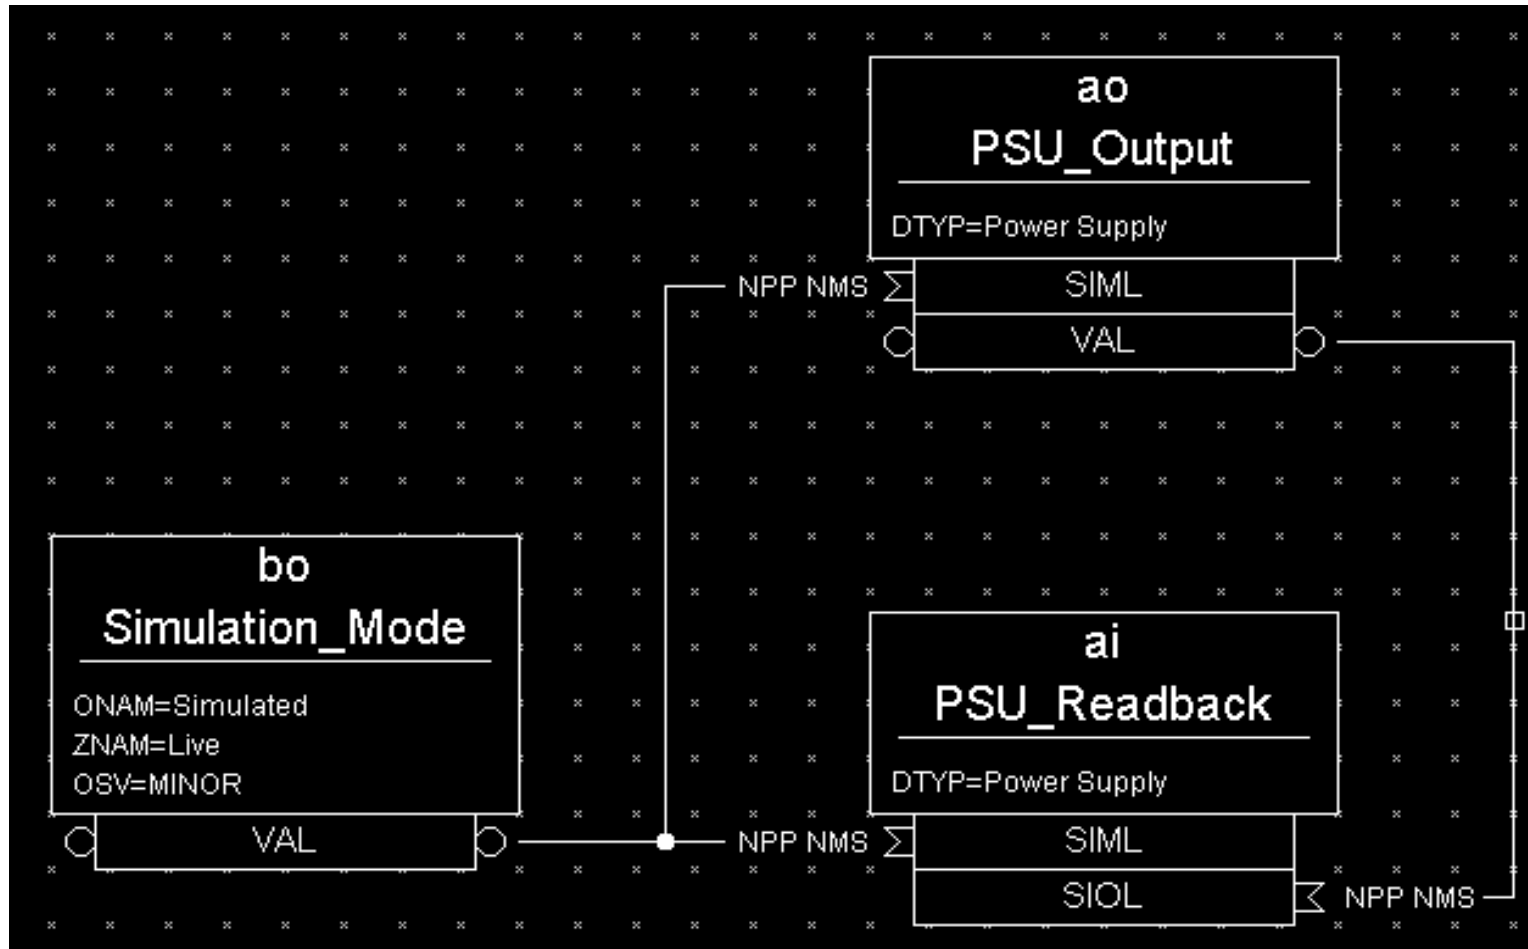 ao
PSU_Output
DTYP=Power Supply
NPP NMS
SIML
VAL
bo
Simulation_Mode
ONAM=Simulated
ZNAM=Live
OSV=MINOR
VAL
ai
PSU_Readback
DTYP=Power Supply
NPP NMS
SIML
SIOL
NPP NMS